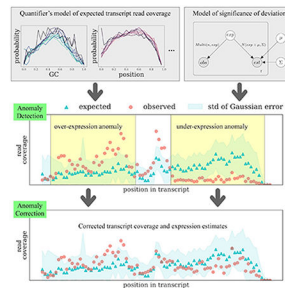 Quantifier's model of expected transcript read coverage
Model of significance of deviation
probability
GC
probability
position
...
Anomaly
Detection
expected
observed
std of Gaussian error
over-expression anomaly
under-expression anomaly
read
coverage
position in transcript
Anomaly
Correction
Corrected transcript coverage and expression estimates
read
coverage
position in transcript